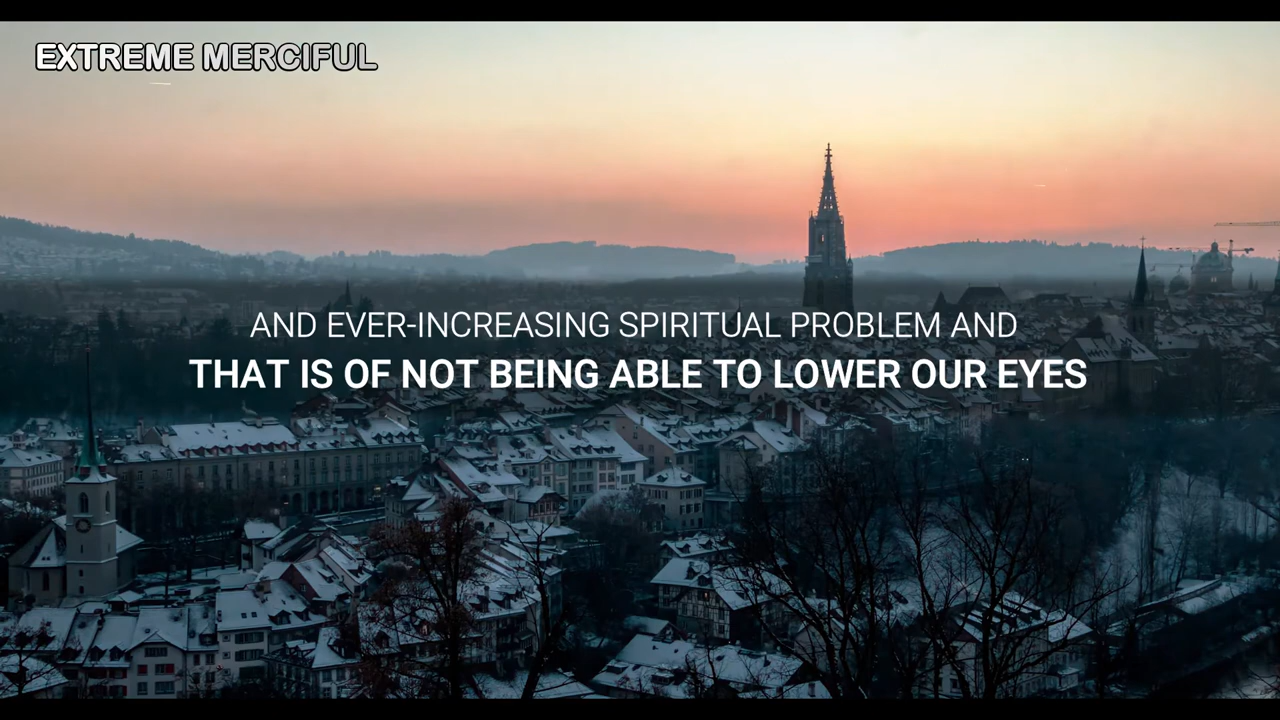 EXTREME MERCIFUL
AND EVER-INCREASING SPIRITUAL PROBLEM AND
THAT IS OF NOT BEING ABLE TO LOWER OUR EYES